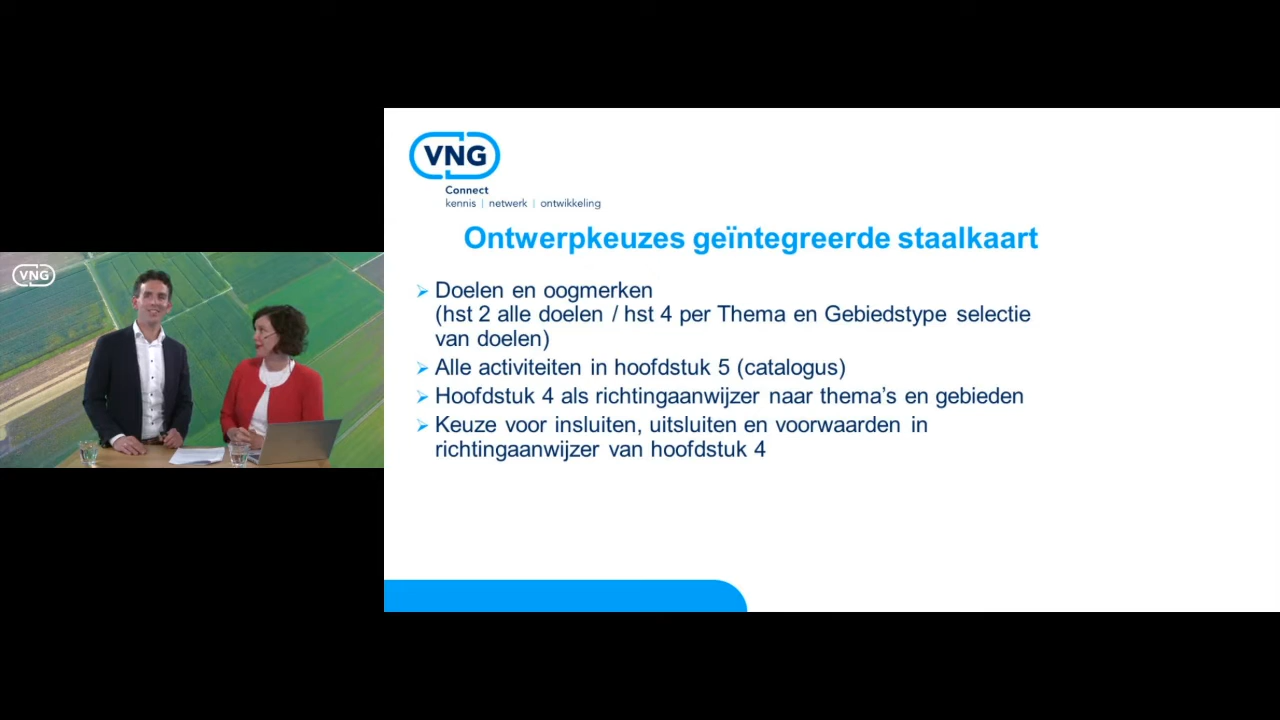 VNG
VNG
Connect
kennis | netwerk | ontwikkeling
Ontwerpkeuzes geïntegreerde staalkaart
Doelen en oogmerken
(hst 2 alle doelen / hst 4 per Thema en Gebiedstype selectie
van doelen)
Alle activiteiten in hoofdstuk 5 (catalogus)
Hoofdstuk 4 als richtingaanwijzer naar thema's en gebieden
Keuze voor insluiten, uitsluiten en voorwaarden in
richtingaanwijzer van hoofdstuk 4